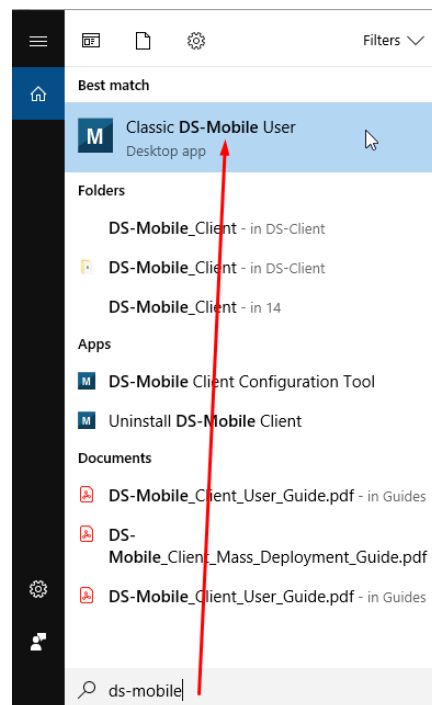 Filters
Best match
M
Classic DS-Mobile User
Desktop app
Folders
DS-Mobile_Client - in DS-Client
DS-Mobile_Client - in DS-Client
DS-Mobile_Client - in 14
Apps
M DS-Mobile Client Configuration Tool
M Uninstall DS-Mobile Client
Documents
DS-Mobile_Client_User_Guide.pdf - in Guides
DS-
Mobile_Client_Mass_Deployment_Guide.pdf
DS-Mobile_Client_User_Guide.pdf - in Guides
ds-mobile